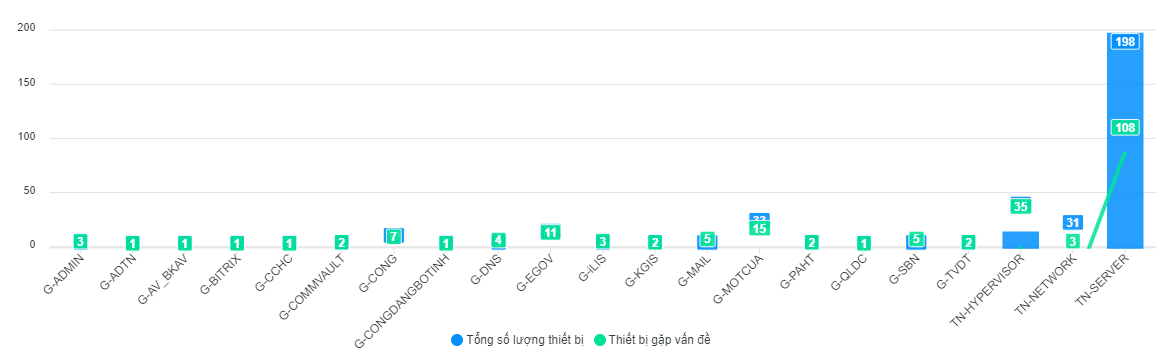 200
150
100
50
0
3
1
1
1
1
2
7
1
4
11
3
2
5
15
2
1
5
2
35
31
3
198
108
G-ADMIN
G-ADTN
G-AV_BKAV
G-BITRIX
G-CCHC
G-COMMVAULT
G-CONG
G-CONGDANGBOTINH
G-DNS
G-EGOV
G-ILIS
G-KGIS
G-MAIL
G-MOTCUA
G-PAHT
G-QLDC
G-SBN
G-TVDT
TN-HYPERVISOR
TN-NETWORK
TN-SERVER
Tổng số lượng thiết bị
Thiết bị gặp vấn đề